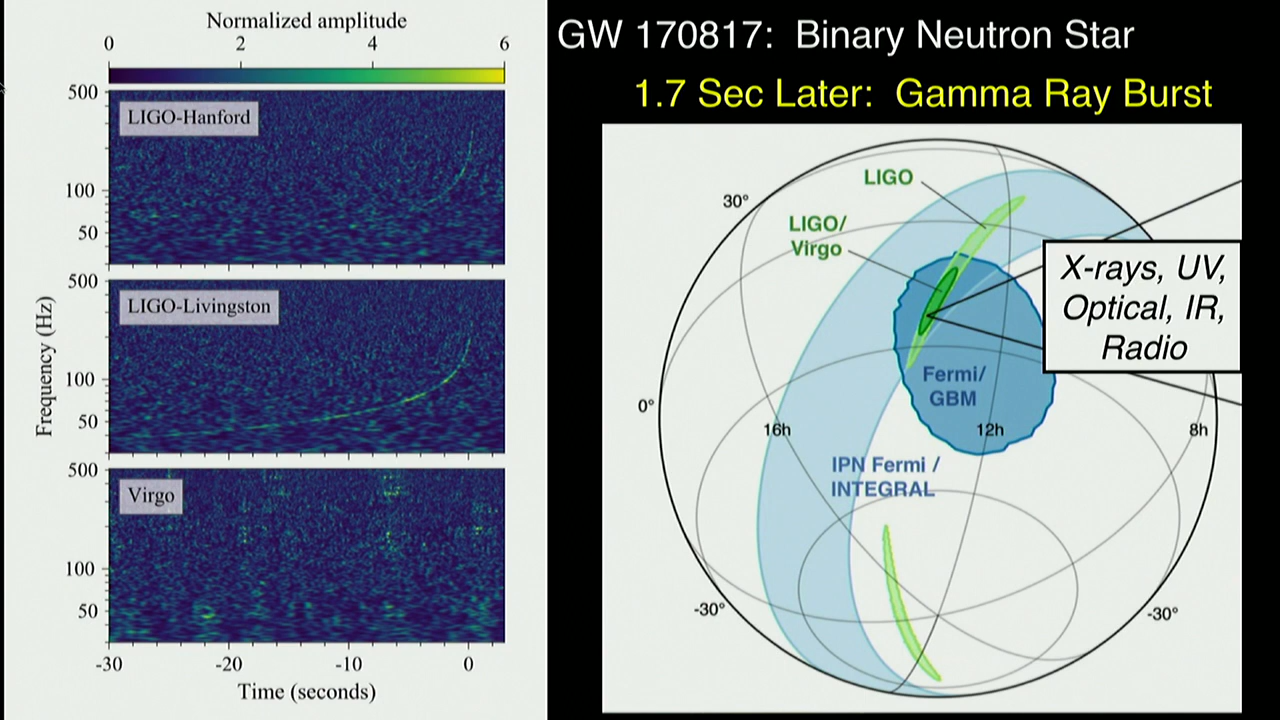 Normalized amplitude
0 2 4 6
500
LIGO-Hanford
100
50
500
LIGO-Livingston
100
50
Frequency (Hz)
500
Virgo
100
50
-30 -20 -10 0
Time (seconds)
GW 170817: Binary Neutron Star
1.7 Sec Later: Gamma Ray Burst
LIGO
30°
LIGO/
Virgo
X-rays, UV,
Optical, IR,
Radio
Fermi/
GBM
0°
16h 12h 8h
IPN Fermi /
INTEGRAL
-30° -30°